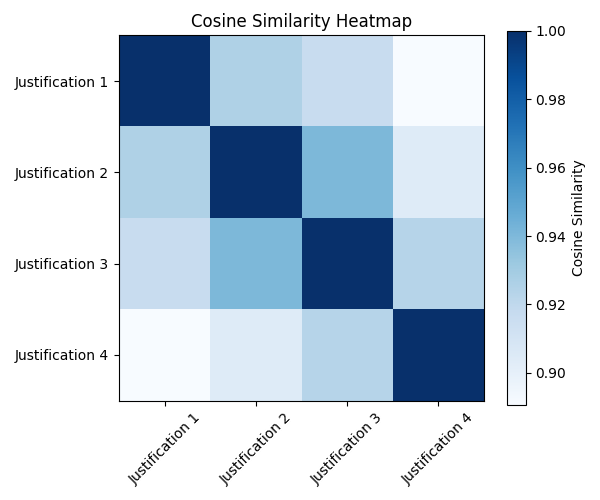 Cosine Similarity Heatmap
Justification 1
Justification 2
Justification 3
Justification 4
Justification 1
Justification 2
Justification 3
Justification 4
1.00
0.98
0.96
0.94
0.92
0.90
Cosine Similarity